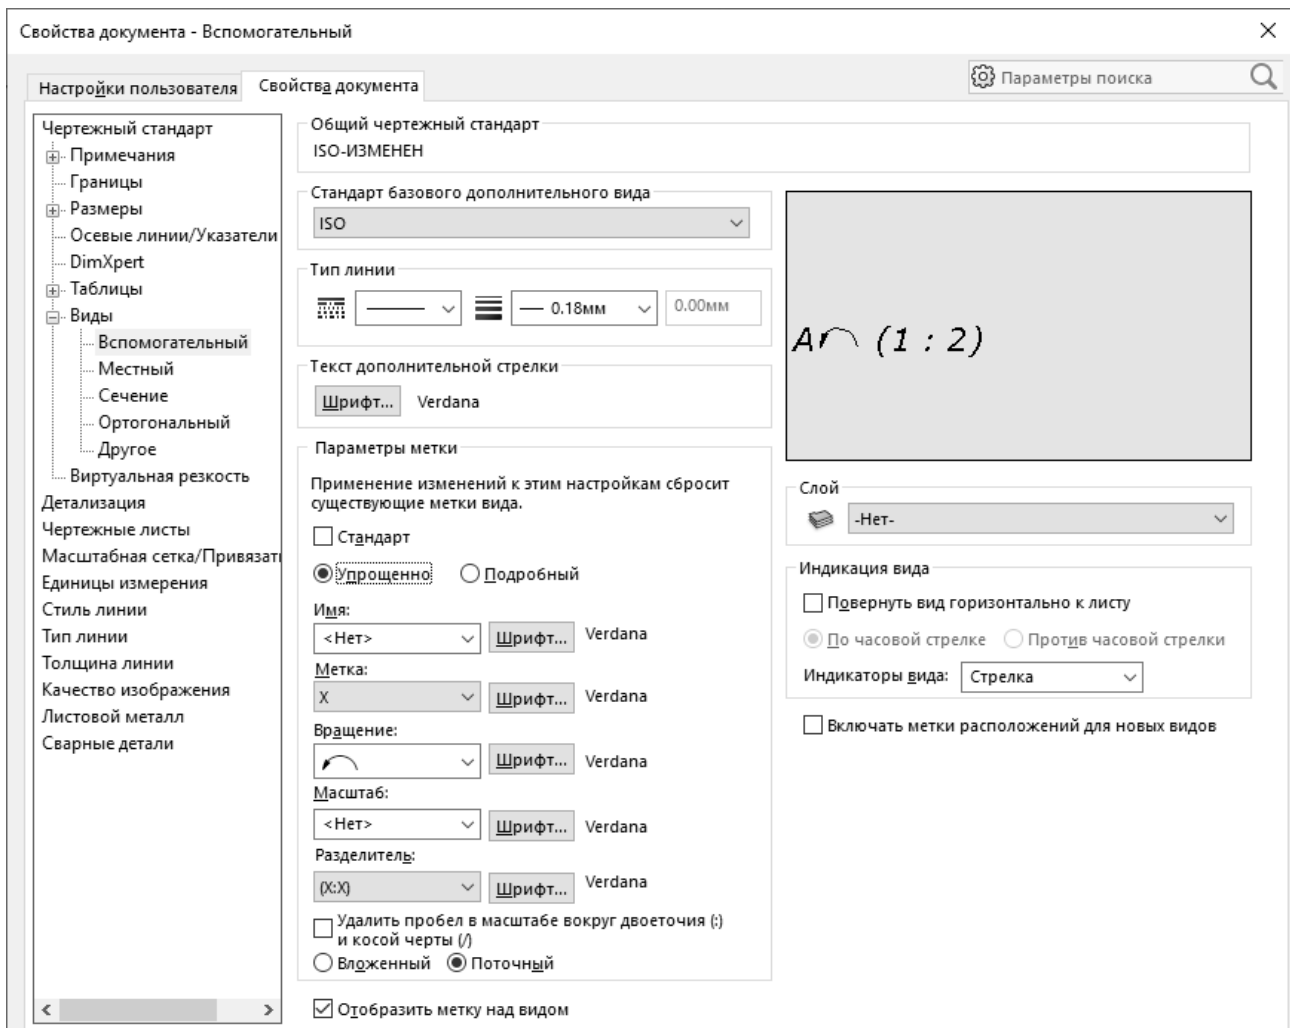 Свойства документа - Вспомогательный
Настройки пользователя
Свойства документа
Параметры поиска
Чертежный стандарт
Примечания
Границы
Размеры
Осевые линии/Указатели
DimXpert
Таблицы
Виды
Вспомогательный
Местный
Сечение
Ортогональный
Другое
Виртуальная резкость
Детализация
Чертежные листы
Масштабная сетка/Привязат
Единицы измерения
Стиль линии
Тип линии
Толщина линии
Качество изображения
Листовой металл
Сварные детали
Общий чертежный стандарт
ISO-ИЗМЕНЕН
Стандарт базового дополнительного вида
ISO
Тип линии
0.18мм
0.00мм
Текст дополнительной стрелки
Шрифт... Verdana
Параметры метки
Применение изменений к этим настройкам сбросит
существующие метки вида.
Стандарт
Упрощенно Подробный
Имя:
<Нет> Шрифт... Verdana
Метка:
X Шрифт... Verdana
Вращение:
Шрифт... Verdana
Масштаб:
<Нет> Шрифт... Verdana
Разделитель:
(X:X) Шрифт... Verdana
Удалить пробел в масштабе вокруг двоеточия (:)
и косой черты (/)
Вложенный Поточный
Отобразить метку над видом
A (1 : 2)
Слой
-Нет-
Индикация вида
Повернуть вид горизонтально к листу
По часовой стрелке Против часовой стрелки
Индикаторы вида: Стрелка
Включать метки расположений для новых видов